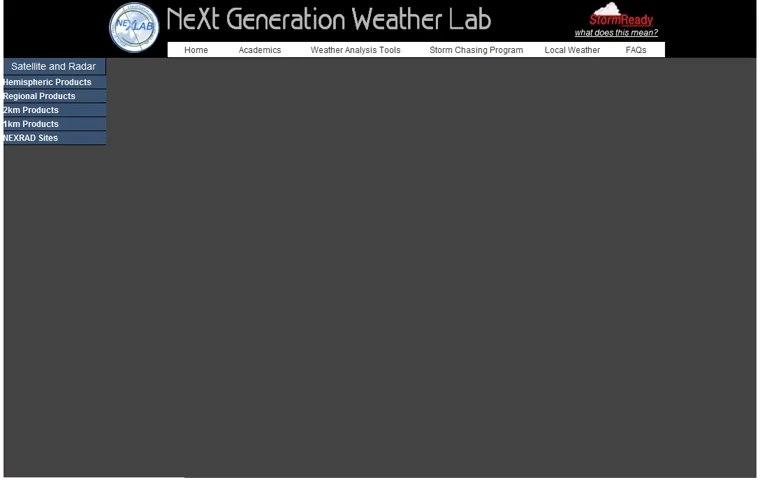 NEXLAB
NeXt Generation Weather Lab
StormReady
what does this mean?
Home Academics Weather Analysis Tools Storm Chasing Program Local Weather FAQs
Satellite and Radar
Hemispheric Products
Regional Products
2km Products
1km Products
NEXRAD Sites